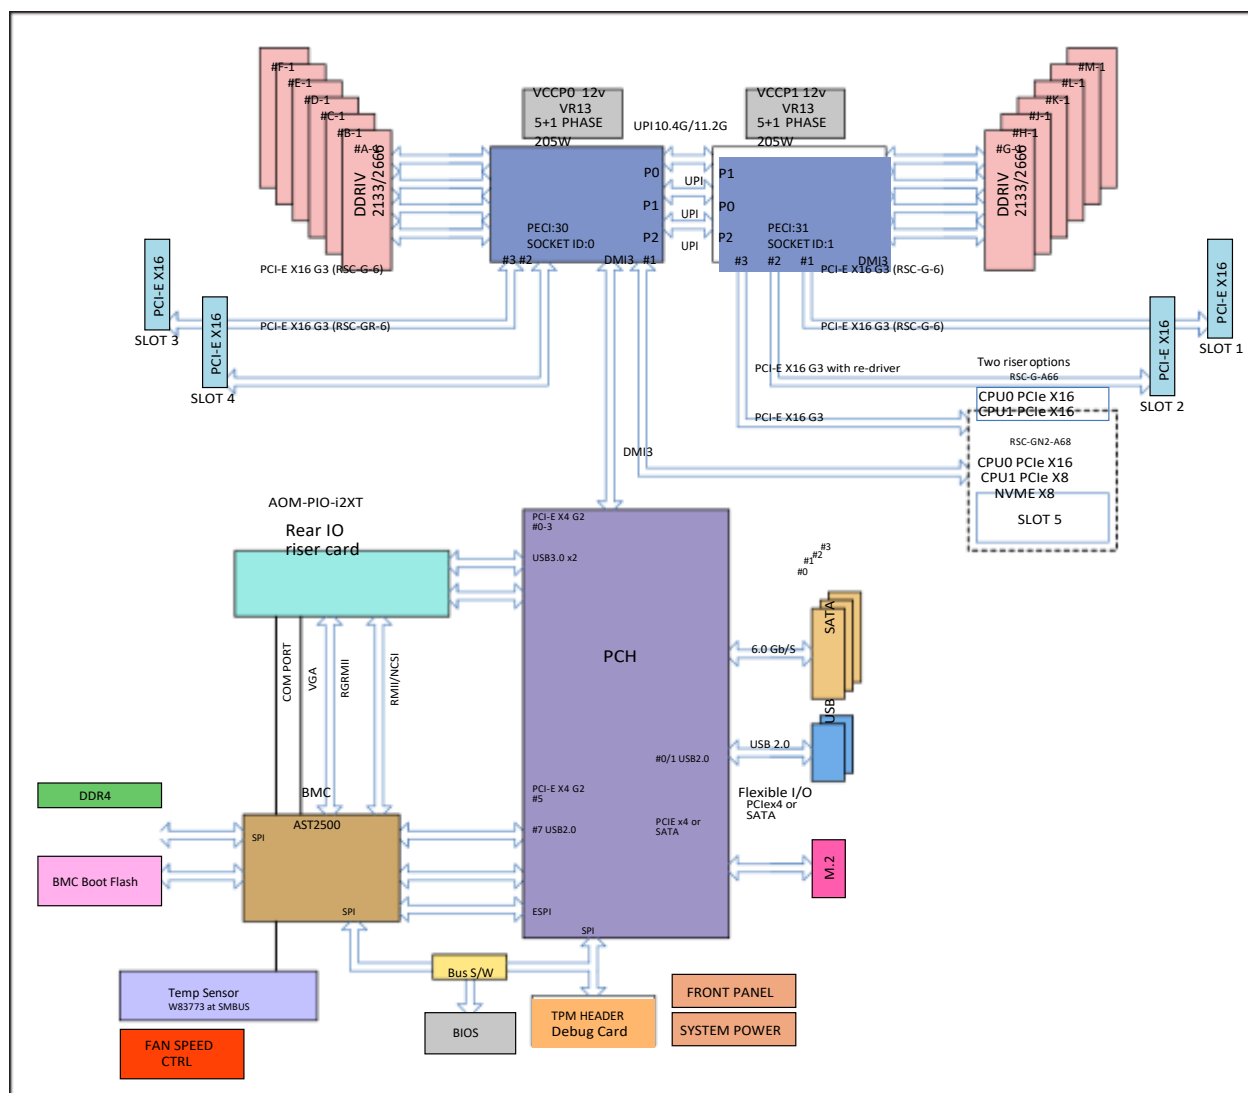 #F-1
#E-1
#D-1
#C-1
#B-1
#A-1
DDRIV
2133/2666
VCCP0 12v
VR13
5+1 PHASE
205W
UPI 10.4G/11.2G
VCCP1 12v
VR13
5+1 PHASE
205W
#M-1
#L-1
#K-1
#J-1
#H-1
#G-1
DDRIV
2133/2666
P0
P1
P2
UPI
UPI
UPI
P1
P0
P2
PECI:30
SOCKET ID:0
#3 #2
DMI3
#1
PECI:31
SOCKET ID:1
#3
#2
#1
DMI3
PCI-E X16
SLOT 3
PCI-E X16
SLOT 4
PCI-E X16 G3 (RSC-G-6)
PCI-E X16 G3 (RSC-GR-6)
PCI-E X16 G3 (RSC-G-6)
PCI-E X16 G3 (RSC-G-6)
PCI-E X16
SLOT 1
PCI-E X16
SLOT 2
PCI-E X16 G3 with re-driver
Two riser options
RSC-G-A66
CPU0 PCIe X16
CPU1 PCIe X16
PCI-E X16 G3
RSC-GN2-A68
CPU0 PCIe X16
CPU1 PCIe X8
NVME X8
SLOT 5
DMI3
AOM-PIO-i2XT
Rear IO
riser card
PCI-E X4 G2
#0-3
USB3.0 x2
PCH
#3
#2
#1
#0
SATA
6.0 Gb/S
USB
USB 2.0
#0/1 USB2.0
COM PORT
VGA
RGRMII
RMII/NCSI
PCI-E X4 G2
#5
Flexible I/O
PCIex4 or
SATA
PCIE x4 or
SATA
#7 USB2.0
M.2
DDR4
BMC
AST2500
SPI
BMC Boot Flash
SPI
ESPI
SPI
Bus S/W
Temp Sensor
W83773 at SMBUS
FAN SPEED
CTRL
BIOS
TPM HEADER
Debug Card
FRONT PANEL
SYSTEM POWER